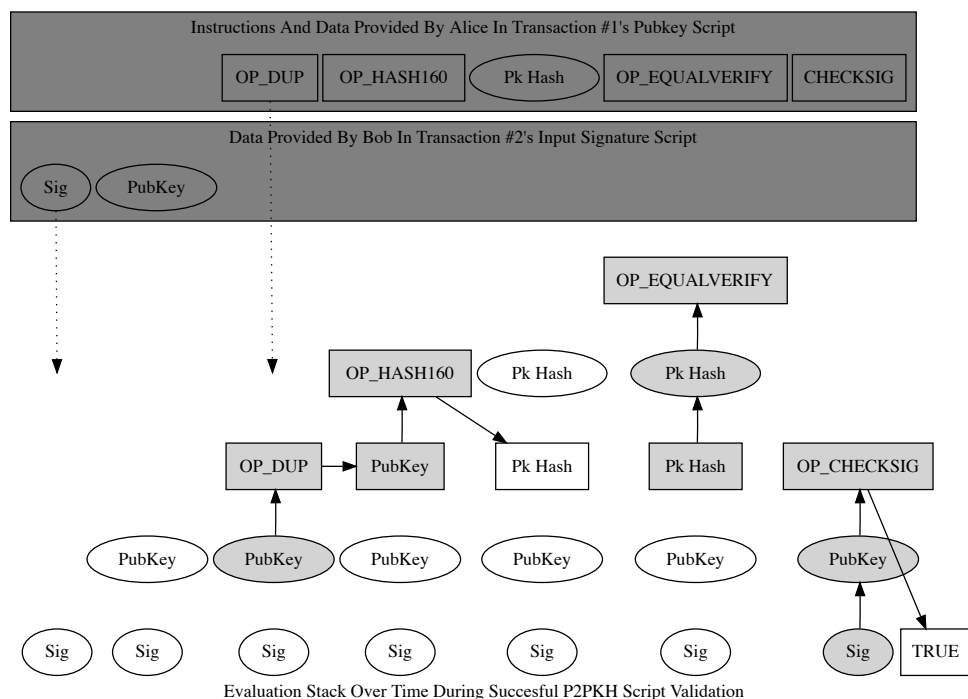 Instructions And Data Provided By Alice In Transaction #1's Pubkey Script
OP_DUP OP_HASH160 Pk Hash OP_EQUALVERIFY CHECKSIG
Data Provided By Bob In Transaction #2's Input Signature Script
Sig PubKey
OP_EQUALVERIFY
OP_HASH160 Pk Hash Pk Hash
OP_DUP PubKey Pk Hash Pk Hash OP_CHECKSIG
PubKey PubKey PubKey PubKey PubKey PubKey
Sig Sig Sig Sig Sig Sig Sig TRUE
Evaluation Stack Over Time During Succesful P2PKH Script Validation